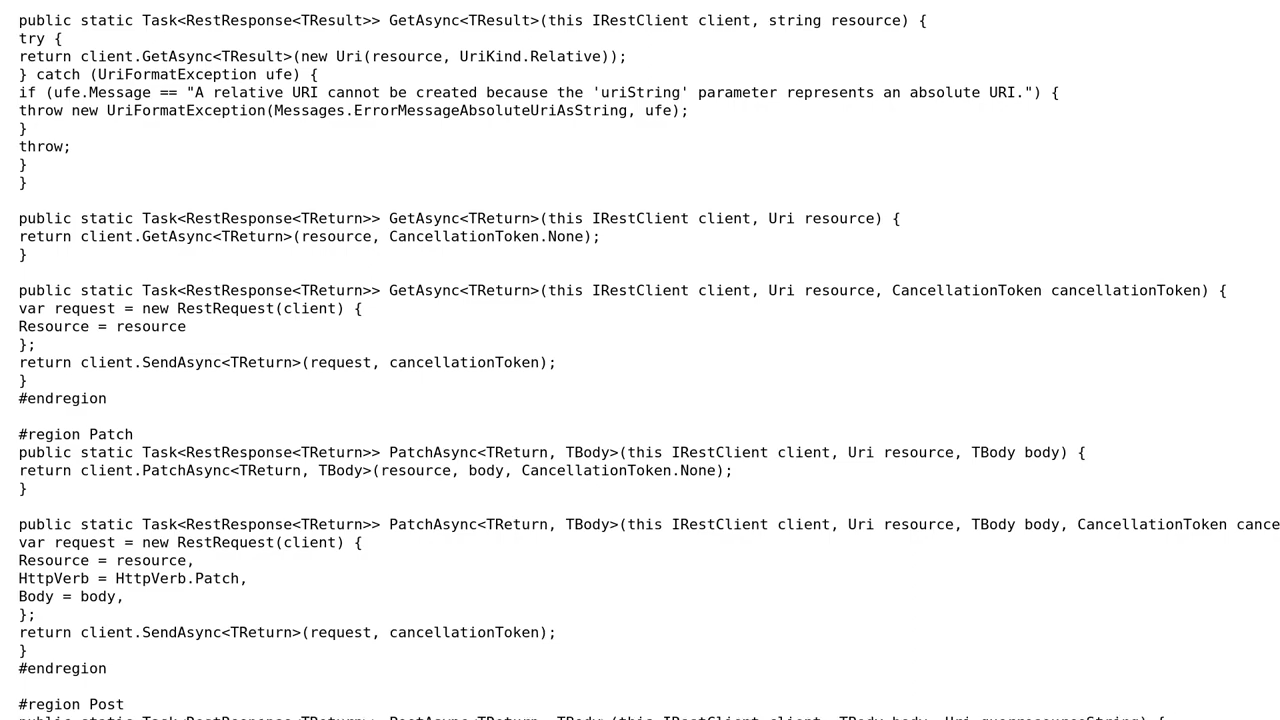 public static Task<RestResponse<TResult>> GetAsync<TResult>(this IRestClient client, string resource) {
try {
return client.GetAsync<TResult>(new Uri(resource, UriKind.Relative));
} catch (UriFormatException ufe) {
if (ufe.Message == "A relative URI cannot be created because the 'uriString' parameter represents an absolute URI.") {
throw new UriFormatException(Messages.ErrorMessageAbsoluteUriAsString, ufe);
}
throw;
}
}

public static Task<RestResponse<TReturn>> GetAsync<TReturn>(this IRestClient client, Uri resource) {
return client.GetAsync<TReturn>(resource, CancellationToken.None);
}

public static Task<RestResponse<TReturn>> GetAsync<TReturn>(this IRestClient client, Uri resource, CancellationToken cancellationToken) {
var request = new RestRequest(client) {
Resource = resource
};
return client.SendAsync<TReturn>(request, cancellationToken);
}
#endregion

#region Patch
public static Task<RestResponse<TReturn>> PatchAsync<TReturn, TBody>(this IRestClient client, Uri resource, TBody body) {
return client.PatchAsync<TReturn, TBody>(resource, body, CancellationToken.None);
}

public static Task<RestResponse<TReturn>> PatchAsync<TReturn, TBody>(this IRestClient client, Uri resource, TBody body, CancellationToken cance
var request = new RestRequest(client) {
Resource = resource,
HttpVerb = HttpVerb.Patch,
Body = body,
};
return client.SendAsync<TReturn>(request, cancellationToken);
}
#endregion

#region Post